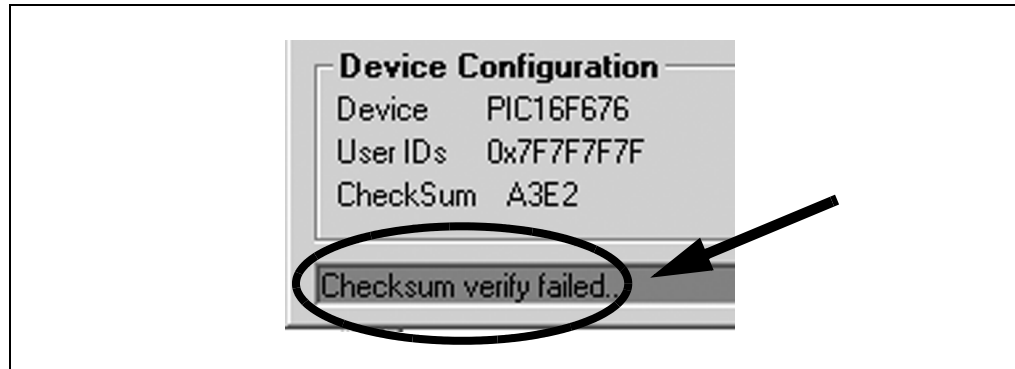 Device Configuration
Device PIC16F676
User IDs 0x7F7F7F7F
CheckSum A3E2
Checksum verify failed..